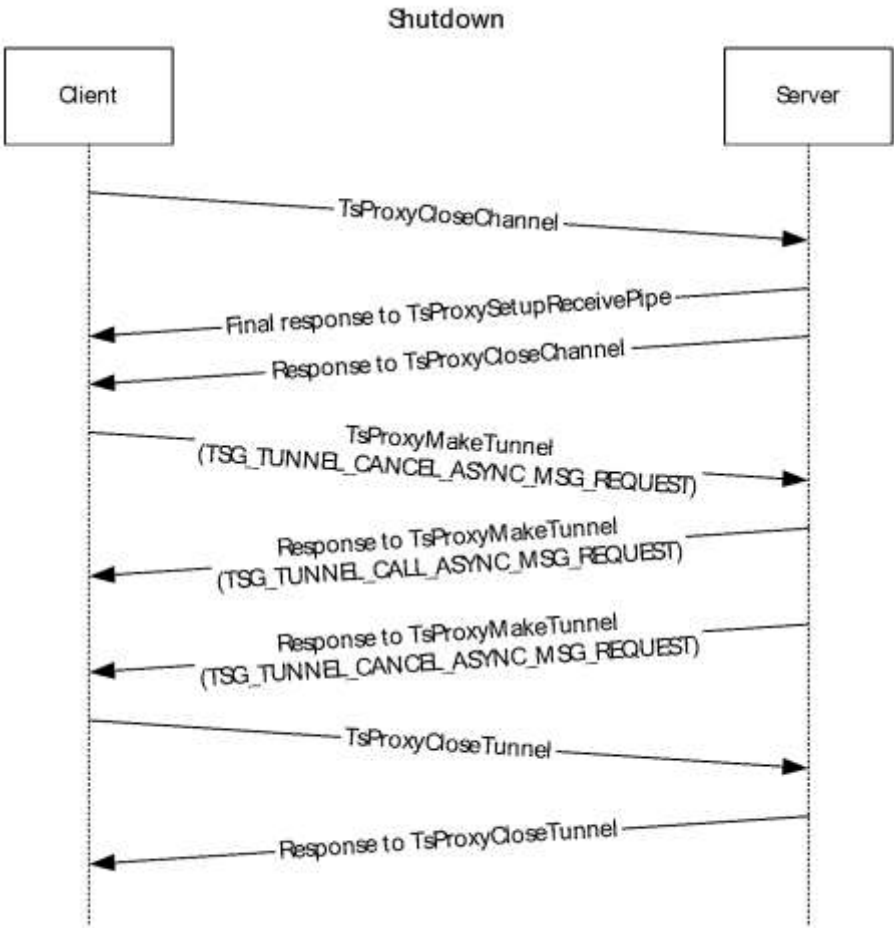 Shutdown
Client
Server
TsProxyCloseChannel
Final response to TsProxySetupReceivePipe
Response to TsProxyCloseChannel
TsProxyMakeTunnel
(TSG_TUNNEL_CANCEL_ASYNC_MSG_REQUEST)
Response to TsProxyMakeTunnel
(TSG_TUNNEL_CALL_ASYNC_MSG_REQUEST)
Response to TsProxyMakeTunnel
(TSG_TUNNEL_CANCEL_ASYNC_MSG_REQUEST)
TsProxyCloseTunnel
Response to TsProxyCloseTunnel